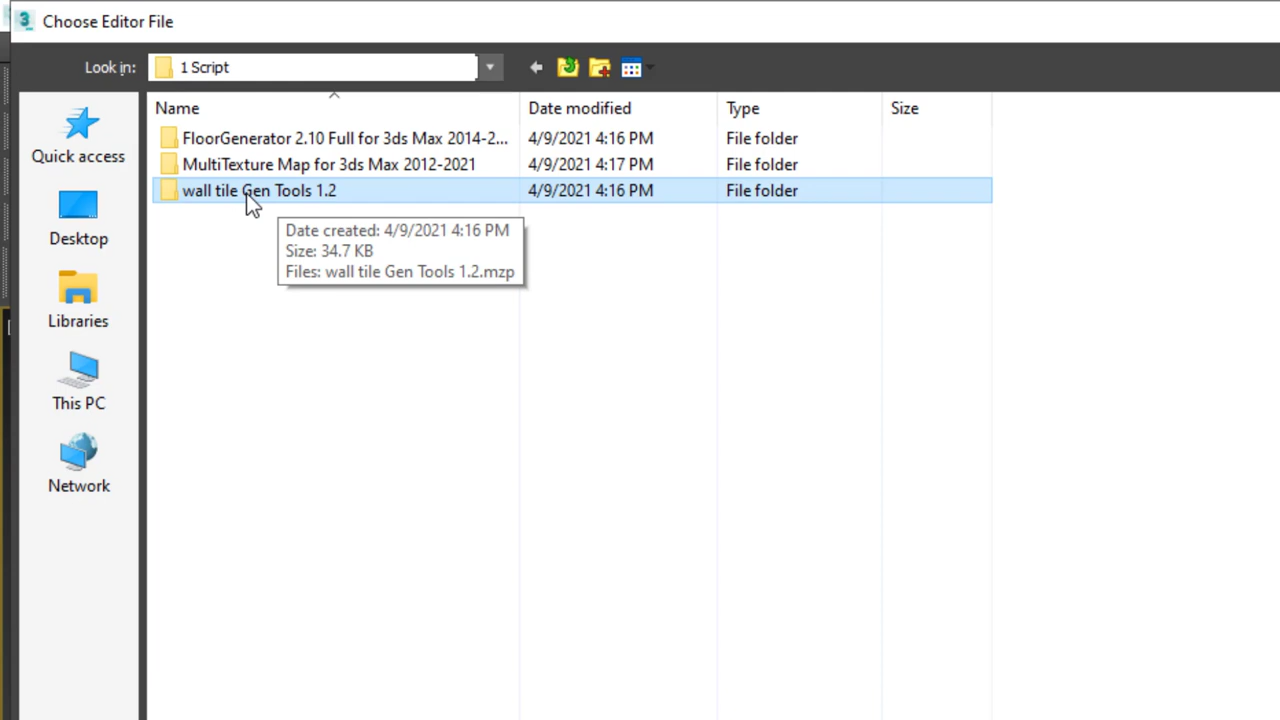 Choose Editor File
Look in: 1 Script
Name Date modified Type Size
FloorGenerator 2.10 Full for 3ds Max 2014-2... 4/9/2021 4:16 PM File folder
MultiTexture Map for 3ds Max 2012-2021 4/9/2021 4:17 PM File folder
wall tile Gen Tools 1.2 4/9/2021 4:16 PM File folder
Date created: 4/9/2021 4:16 PM
Size: 34.7 KB
Files: wall tile Gen Tools 1.2.mzp
Quick access
Desktop
Libraries
This PC
Network